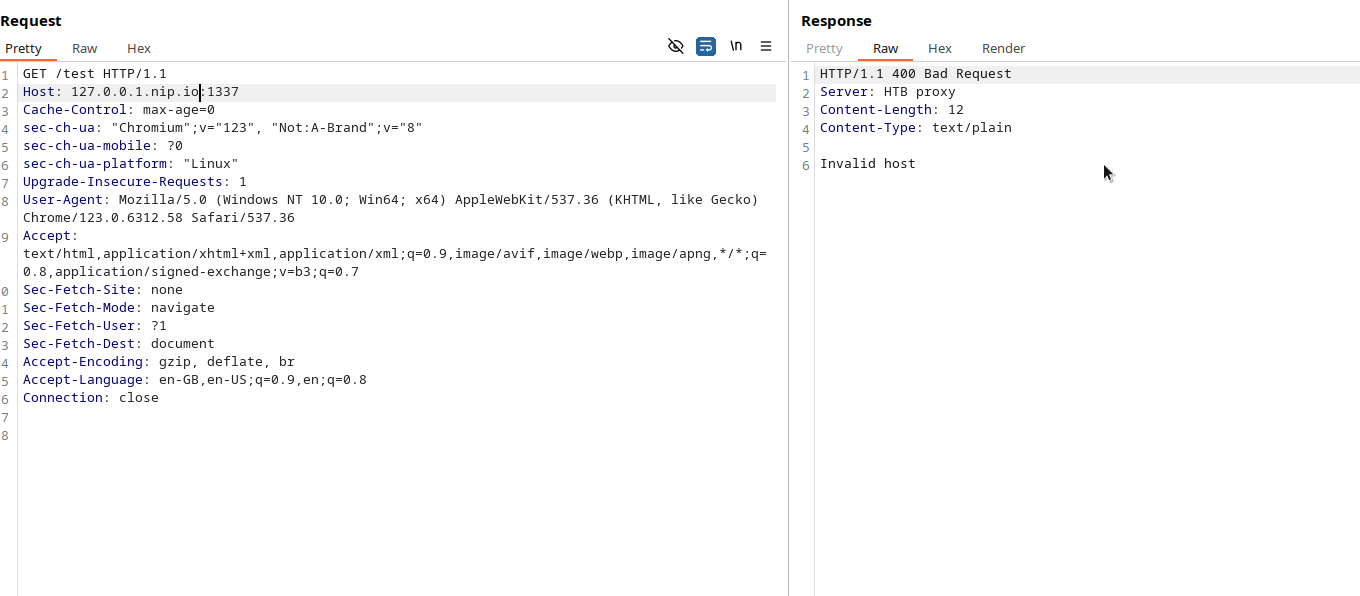 Request
Pretty Raw Hex
\n
1 GET /test HTTP/1.1
2 Host: 127.0.0.1.nip.io:1337
3 Cache-Control: max-age=0
4 sec-ch-ua: "Chromium";v="123", "Not:A-Brand";v="8"
5 sec-ch-ua-mobile: ?0
6 sec-ch-ua-platform: "Linux"
7 Upgrade-Insecure-Requests: 1
8 User-Agent: Mozilla/5.0 (Windows NT 10.0; Win64; x64) AppleWebKit/537.36 (KHTML, like Gecko)
Chrome/123.0.6312.58 Safari/537.36
9 Accept:
text/html,application/xhtml+xml,application/xml;q=0.9,image/avif,image/webp,image/apng,*/*;q=
0.8,application/signed-exchange;v=b3;q=0.7
0 Sec-Fetch-Site: none
1 Sec-Fetch-Mode: navigate
2 Sec-Fetch-User: ?1
3 Sec-Fetch-Dest: document
4 Accept-Encoding: gzip, deflate, br
5 Accept-Language: en-GB,en-US;q=0.9,en;q=0.8
6 Connection: close
7
8
Response
Pretty Raw Hex Render
1 HTTP/1.1 400 Bad Request
2 Server: HTB proxy
3 Content-Length: 12
4 Content-Type: text/plain
5
6 Invalid host